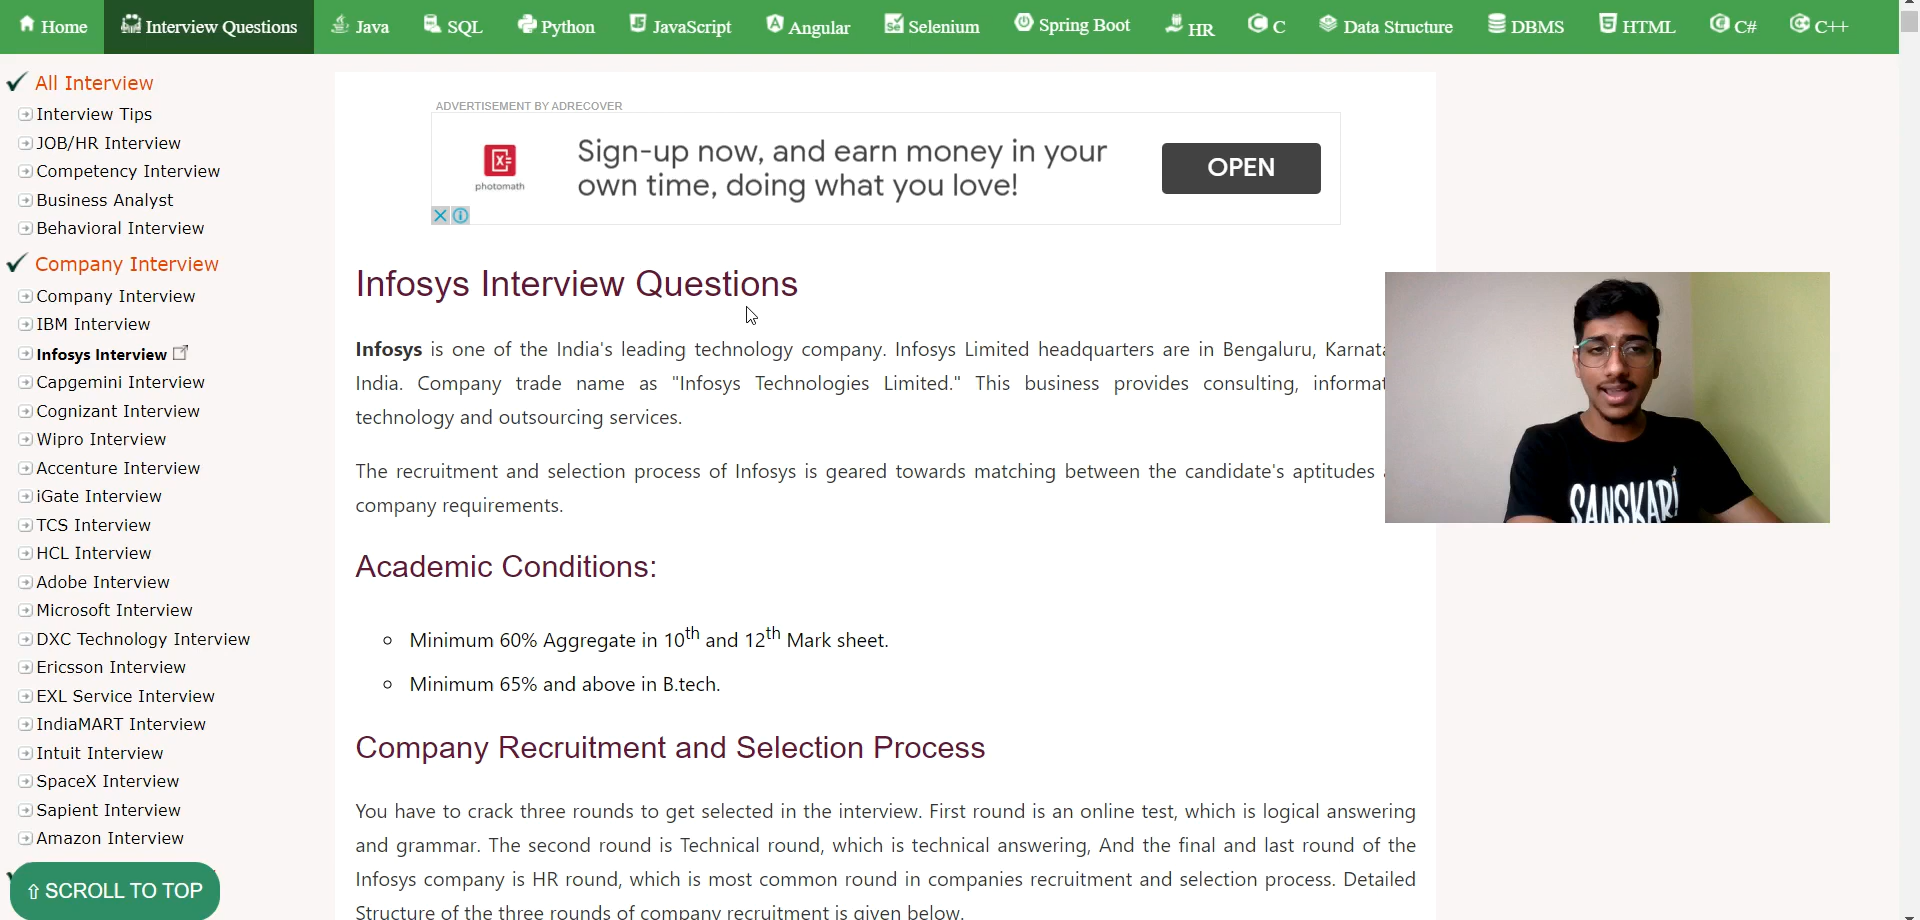 Home Interview Questions Java SQL Python JavaScript Angular Selenium Spring Boot HR C Data Structure DBMS HTML C# C++
All Interview
Interview Tips
JOB/HR Interview
Competency Interview
Business Analyst
Behavioral Interview
Company Interview
Company Interview
IBM Interview
Infosys Interview
Capgemini Interview
Cognizant Interview
Wipro Interview
Accenture Interview
iGate Interview
TCS Interview
HCL Interview
Adobe Interview
Microsoft Interview
DXC Technology Interview
Ericsson Interview
EXL Service Interview
IndiaMART Interview
Intuit Interview
SpaceX Interview
Sapient Interview
Amazon Interview
⇧ SCROLL TO TOP
ADVERTISEMENT BY ADRECOVER
photomath
Sign-up now, and earn money in your
own time, doing what you love!
OPEN
Infosys Interview Questions
Infosys is one of the India's leading technology company. Infosys Limited headquarters are in Bengaluru, Karnata
India. Company trade name as "Infosys Technologies Limited." This business provides consulting, informat
technology and outsourcing services.
The recruitment and selection process of Infosys is geared towards matching between the candidate's aptitudes
company requirements.
Academic Conditions:
Minimum 60% Aggregate in 10th and 12th Mark sheet.
Minimum 65% and above in B.tech.
Company Recruitment and Selection Process
You have to crack three rounds to get selected in the interview. First round is an online test, which is logical answering
and grammar. The second round is Technical round, which is technical answering, And the final and last round of the
Infosys company is HR round, which is most common round in companies recruitment and selection process. Detailed
Structure of the three rounds of company recruitment is given below.
SANSKARI